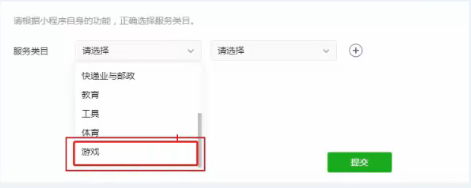 请根据小程序自身的功能，正确选择服务类目。
服务类目 请选择 请选择
快递业与邮政
教育
工具
体育
游戏
提交